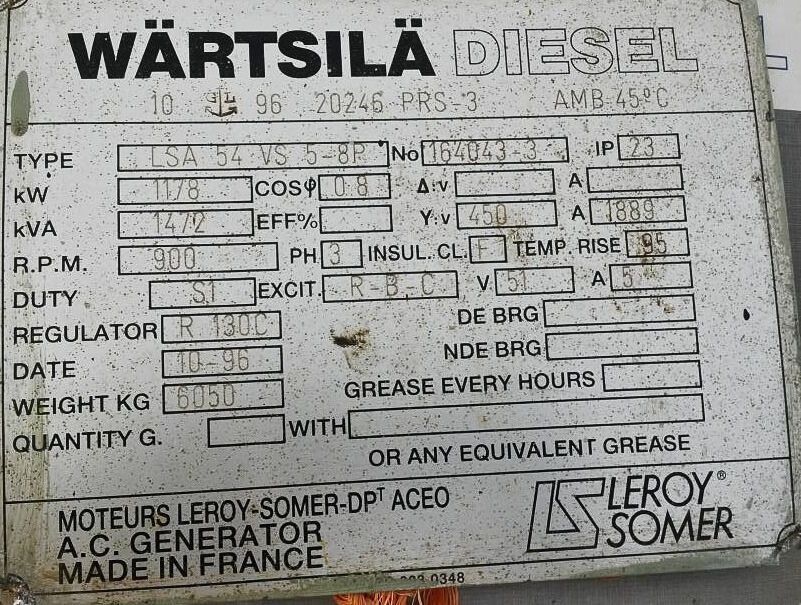 WÄRTSILÄ DIESEL
10 96 20246 PRS-3 AMB 45ºC
TYPE LSA 54 VS 5-8P No 164043-3 IP 23
kW 1178 COSφ 0.8 Δ:v A
kVA 1472 EFF% Y:v 450 A 1889
R.P.M. 900 PH 3 INSUL. CL. F TEMP. RISE 95
DUTY S1 EXCIT. R-B-C V. 51 A 5
REGULATOR R 130C DE BRG
DATE 10-96 NDE BRG
WEIGHT KG 6050 GREASE EVERY HOURS
QUANTITY G. WITH
OR ANY EQUIVALENT GREASE
MOTEURS LEROY-SOMER-DPT ACEO
A.C. GENERATOR
MADE IN FRANCE
LEROY®
SOMER
0348